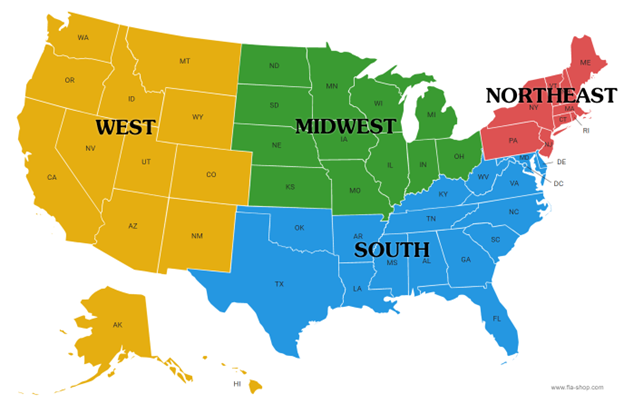 WA
MT
ND
ME
OR
MN
VT
ID
SD
WI
NORTHEAST
WY
MI
NY
MA
WEST
MIDWEST
CT
RI
IA
NV
NE
PA
NJ
UT
IL
IN
OH
MD
DE
CA
CO
KS
MO
WV
VA
DC
KY
AZ
NM
OK
AR
TN
NC
SOUTH
SC
MS
AL
GA
TX
LA
FL
AK
HI
www.fla-shop.com